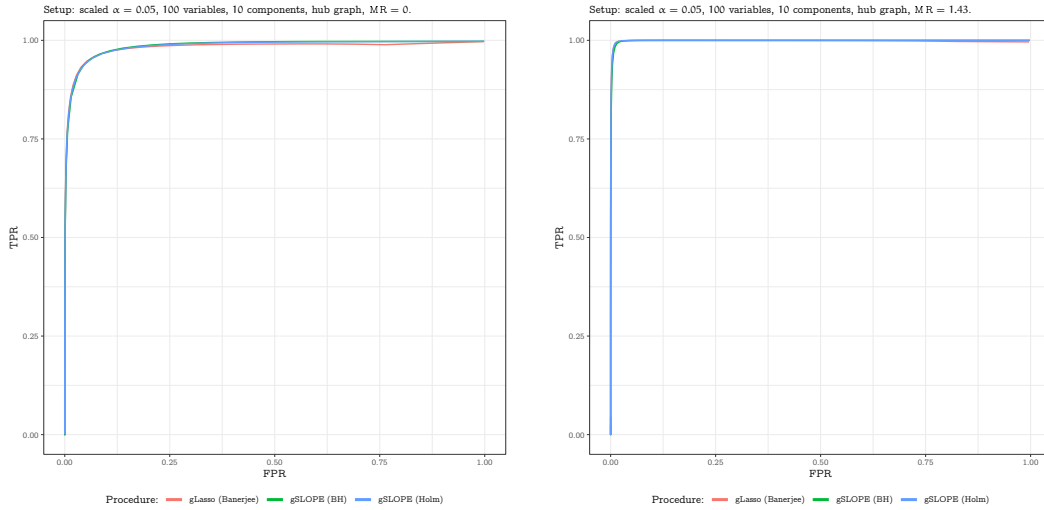 Setup: scaled α = 0.05, 100 variables, 10 components, hub graph, MR = 0.
1.00
0.75
0.50
0.25
0.00
TPR
0.00 0.25 0.50 0.75 1.00
FPR
Procedure: gLasso (Banerjee) gSLOPE (BH) gSLOPE (Holm)
Setup: scaled α = 0.05, 100 variables, 10 components, hub graph, MR = 1.43.
1.00
0.75
0.50
0.25
0.00
TPR
0.00 0.25 0.50 0.75 1.00
FPR
Procedure: gLasso (Banerjee) gSLOPE (BH) gSLOPE (Holm)